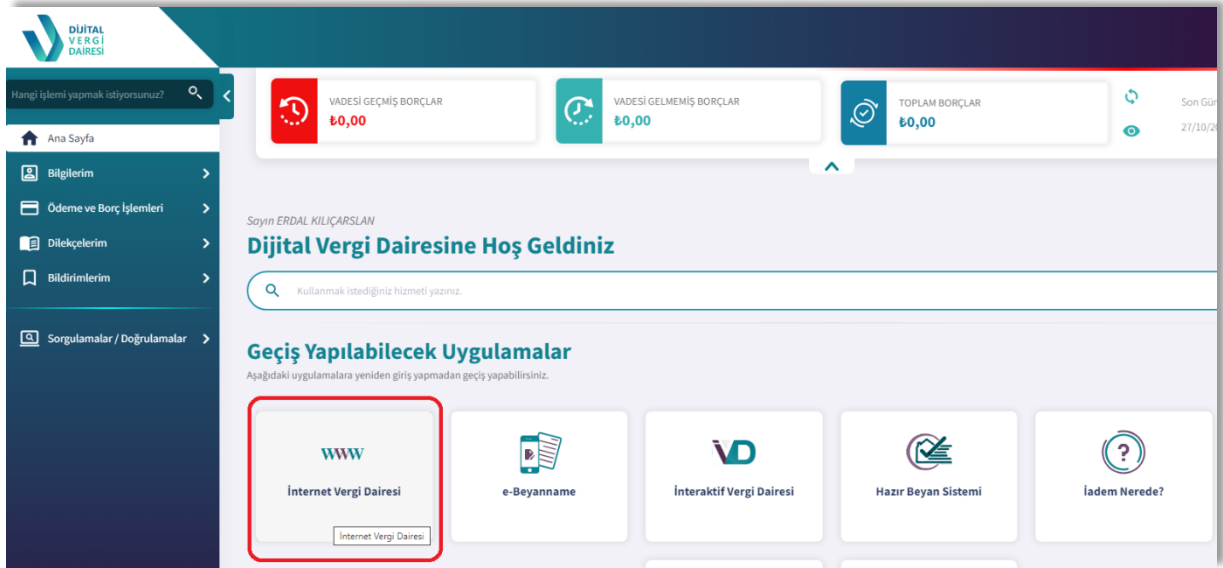 DİJİTAL
VERGİ
DAİRESİ
Hangi işlemi yapmak istiyorsunuz?
Ana Sayfa
Bilgilerim
Ödeme ve Borç İşlemleri
Dilekçelerim
Bildirimlerim
Sorgulamalar / Doğrulamalar
VADESİ GEÇMİŞ BORÇLAR
₺0,00
VADESİ GELMEMİŞ BORÇLAR
₺0,00
TOPLAM BORÇLAR
₺0,00
Son Gün
27/10/20
Sayın ERDAL KILIÇARSLAN
Dijital Vergi Dairesine Hoş Geldiniz
Kullanmak istediğiniz hizmeti yazınız.
Geçiş Yapılabilecek Uygulamalar
Aşağıdaki uygulamalara yeniden giriş yapmadan geçiş yapabilirsiniz.
WWW
İnternet Vergi Dairesi
İnternet Vergi Dairesi
e-Beyanname
VD
İnteraktif Vergi Dairesi
Hazır Beyan Sistemi
?
İadem Nerede?